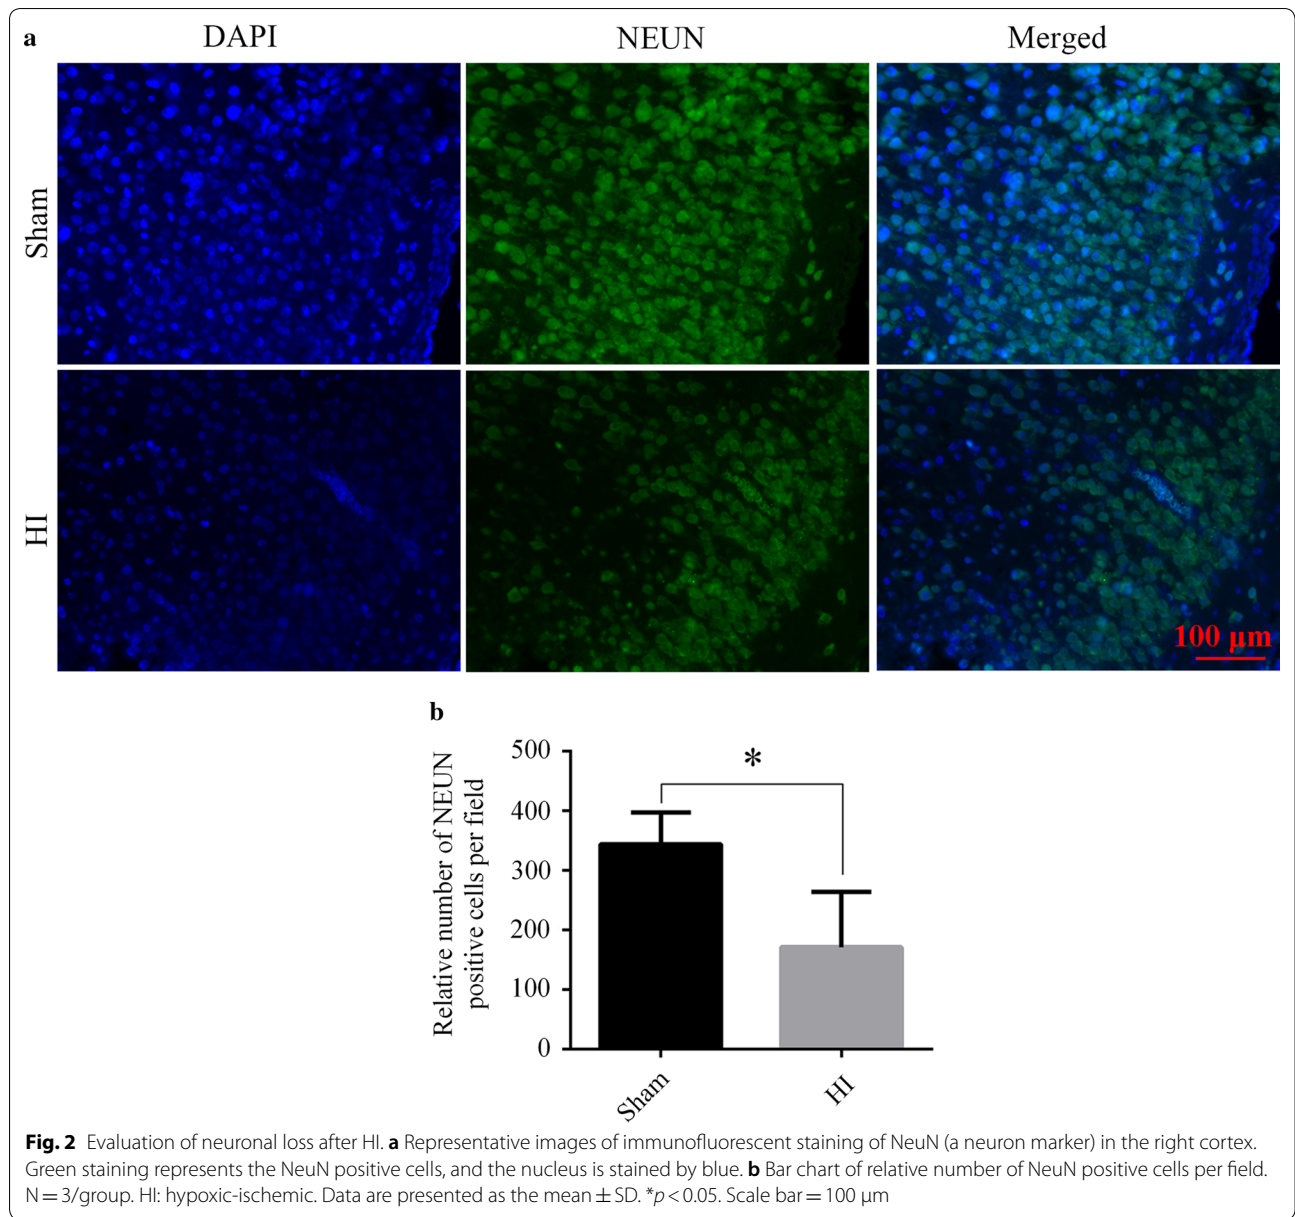 a
DAPI NEUN Merged
Sham
HI
100 μm
b
Relative number of NEUN
positive cells per field
500
400
300
200
100
0
*
Sham
HI
Fig. 2 Evaluation of neuronal loss after HI. a Representative images of immunofluorescent staining of NeuN (a neuron marker) in the right cortex.
Green staining represents the NeuN positive cells, and the nucleus is stained by blue. b Bar chart of relative number of NeuN positive cells per field.
N = 3/group. HI: hypoxic-ischemic. Data are presented as the mean ± SD. *p < 0.05. Scale bar = 100 μm